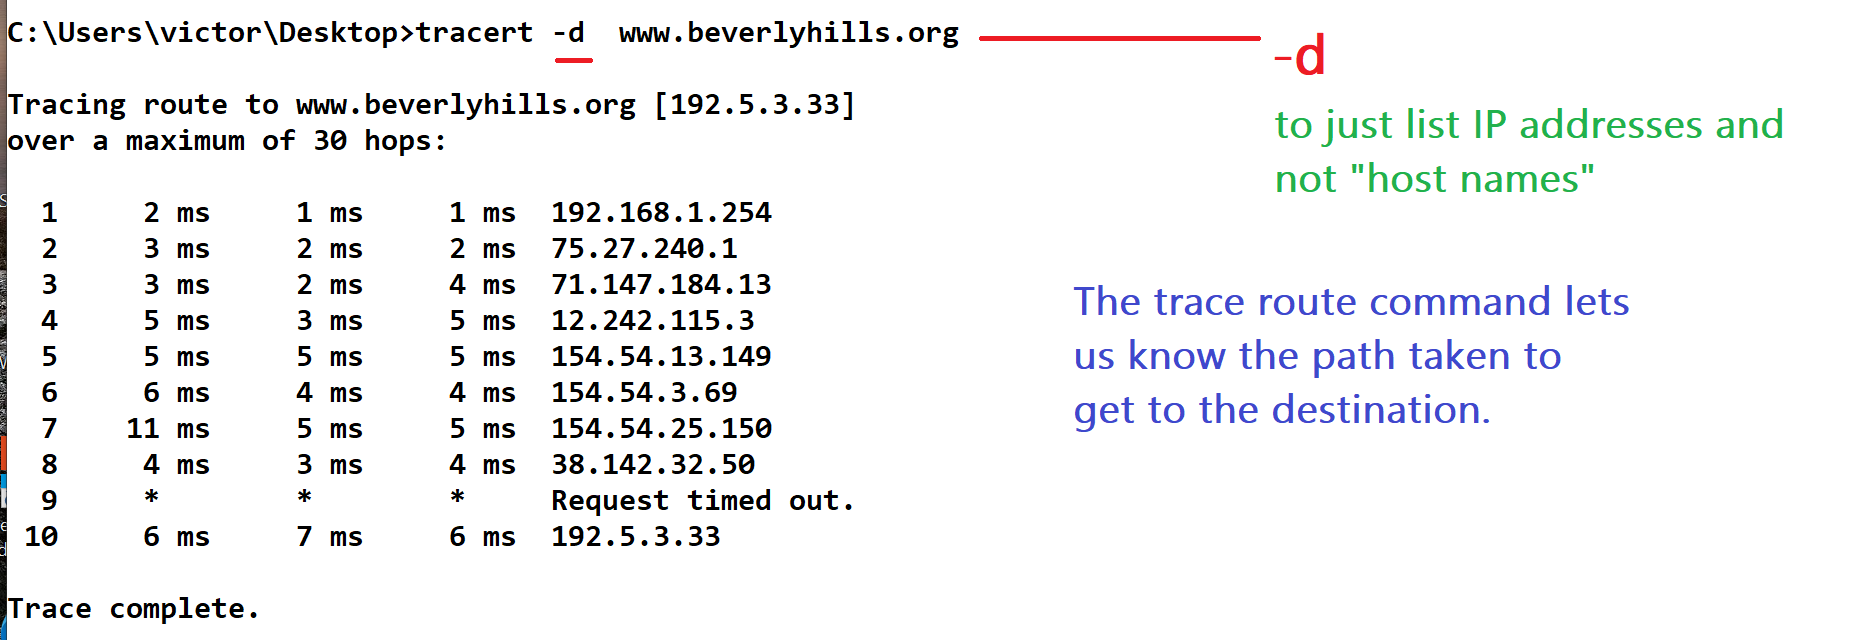 C:\Users\victor\Desktop>tracert -d  www.beverlyhills.org
-d
to just list IP addresses and
not "host names"
Tracing route to www.beverlyhills.org [192.5.3.33]
over a maximum of 30 hops:
1     2 ms     1 ms     1 ms  192.168.1.254
2     3 ms     2 ms     2 ms  75.27.240.1
3     3 ms     2 ms     4 ms  71.147.184.13
4     5 ms     3 ms     5 ms  12.242.115.3
5     5 ms     5 ms     5 ms  154.54.13.149
6     6 ms     4 ms     4 ms  154.54.3.69
7    11 ms     5 ms     5 ms  154.54.25.150
8     4 ms     3 ms     4 ms  38.142.32.50
9     *        *        *     Request timed out.
10     6 ms     7 ms     6 ms  192.5.3.33
Trace complete.
The trace route command lets
us know the path taken to
get to the destination.